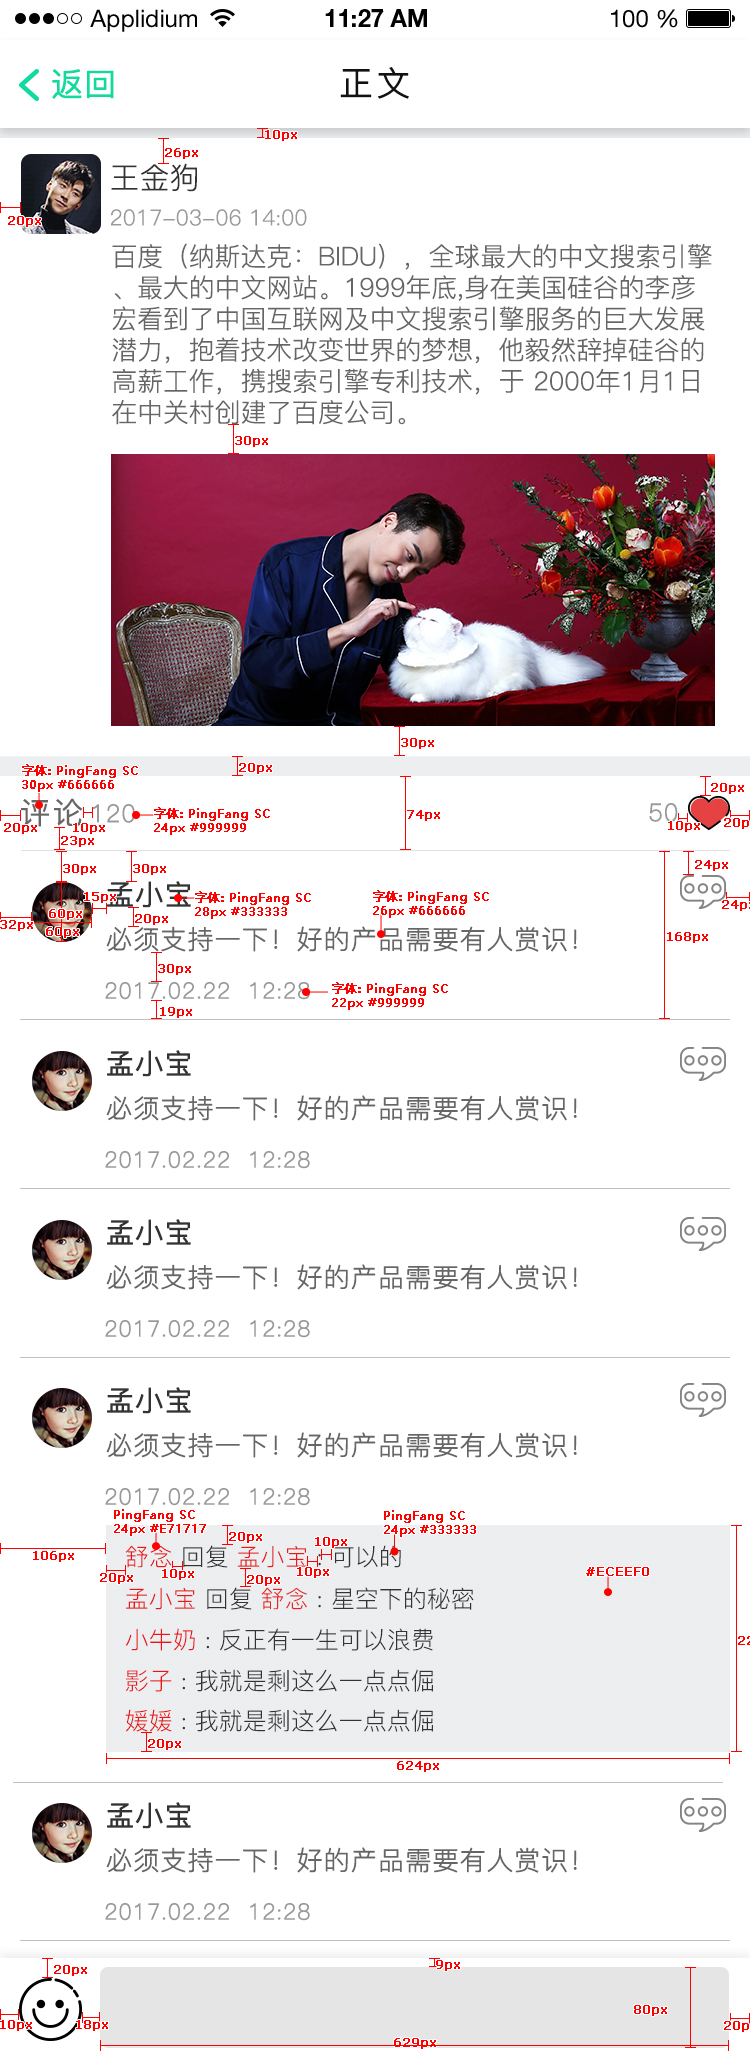 Applidium 11:27 AM 100 %
返回 正文
10px
26px
王金狗
20px
2017-03-06 14:00
百度（纳斯达克：BIDU），全球最大的中文搜索引擎
、最大的中文网站。1999年底,身在美国硅谷的李彦
宏看到了中国互联网及中文搜索引擎服务的巨大发展
潜力，抱着技术改变世界的梦想，他毅然辞掉硅谷的
高薪工作，携搜索引擎专利技术，于 2000年1月1日
在中关村创建了百度公司。
30px
30px
20px
字体: PingFang SC
30px #666666
20px
评论 120
字体: PingFang SC
24px #999999
74px
50
20px 10px
23px
10px 20px
30px 30px
24px
孟小宝
15px
字体: PingFang SC
28px #333333
字体: PingFang SC
26px #666666
60px
20px
24p
32px
60px
168px
必须支持一下！好的产品需要有人赏识！
30px
2017.02.22 12:28
字体: PingFang SC
22px #999999
19px
孟小宝
必须支持一下！好的产品需要有人赏识！
2017.02.22 12:28
孟小宝
必须支持一下！好的产品需要有人赏识！
2017.02.22 12:28
孟小宝
必须支持一下！好的产品需要有人赏识！
2017.02.22 12:28
PingFang SC
24px #E71717
PingFang SC
24px #333333
20px
10px
106px
舒念 回复 孟小宝 : 可以的
20px 10px 20px 10px
#ECEEF0
孟小宝 回复 舒念 : 星空下的秘密
小牛奶 : 反正有一生可以浪费
22
影子 : 我就是剩这么一点点倔
媛媛 : 我就是剩这么一点点倔
20px
624px
孟小宝
必须支持一下！好的产品需要有人赏识！
2017.02.22 12:28
9px
20px
80px
10px 18px
20p
629px